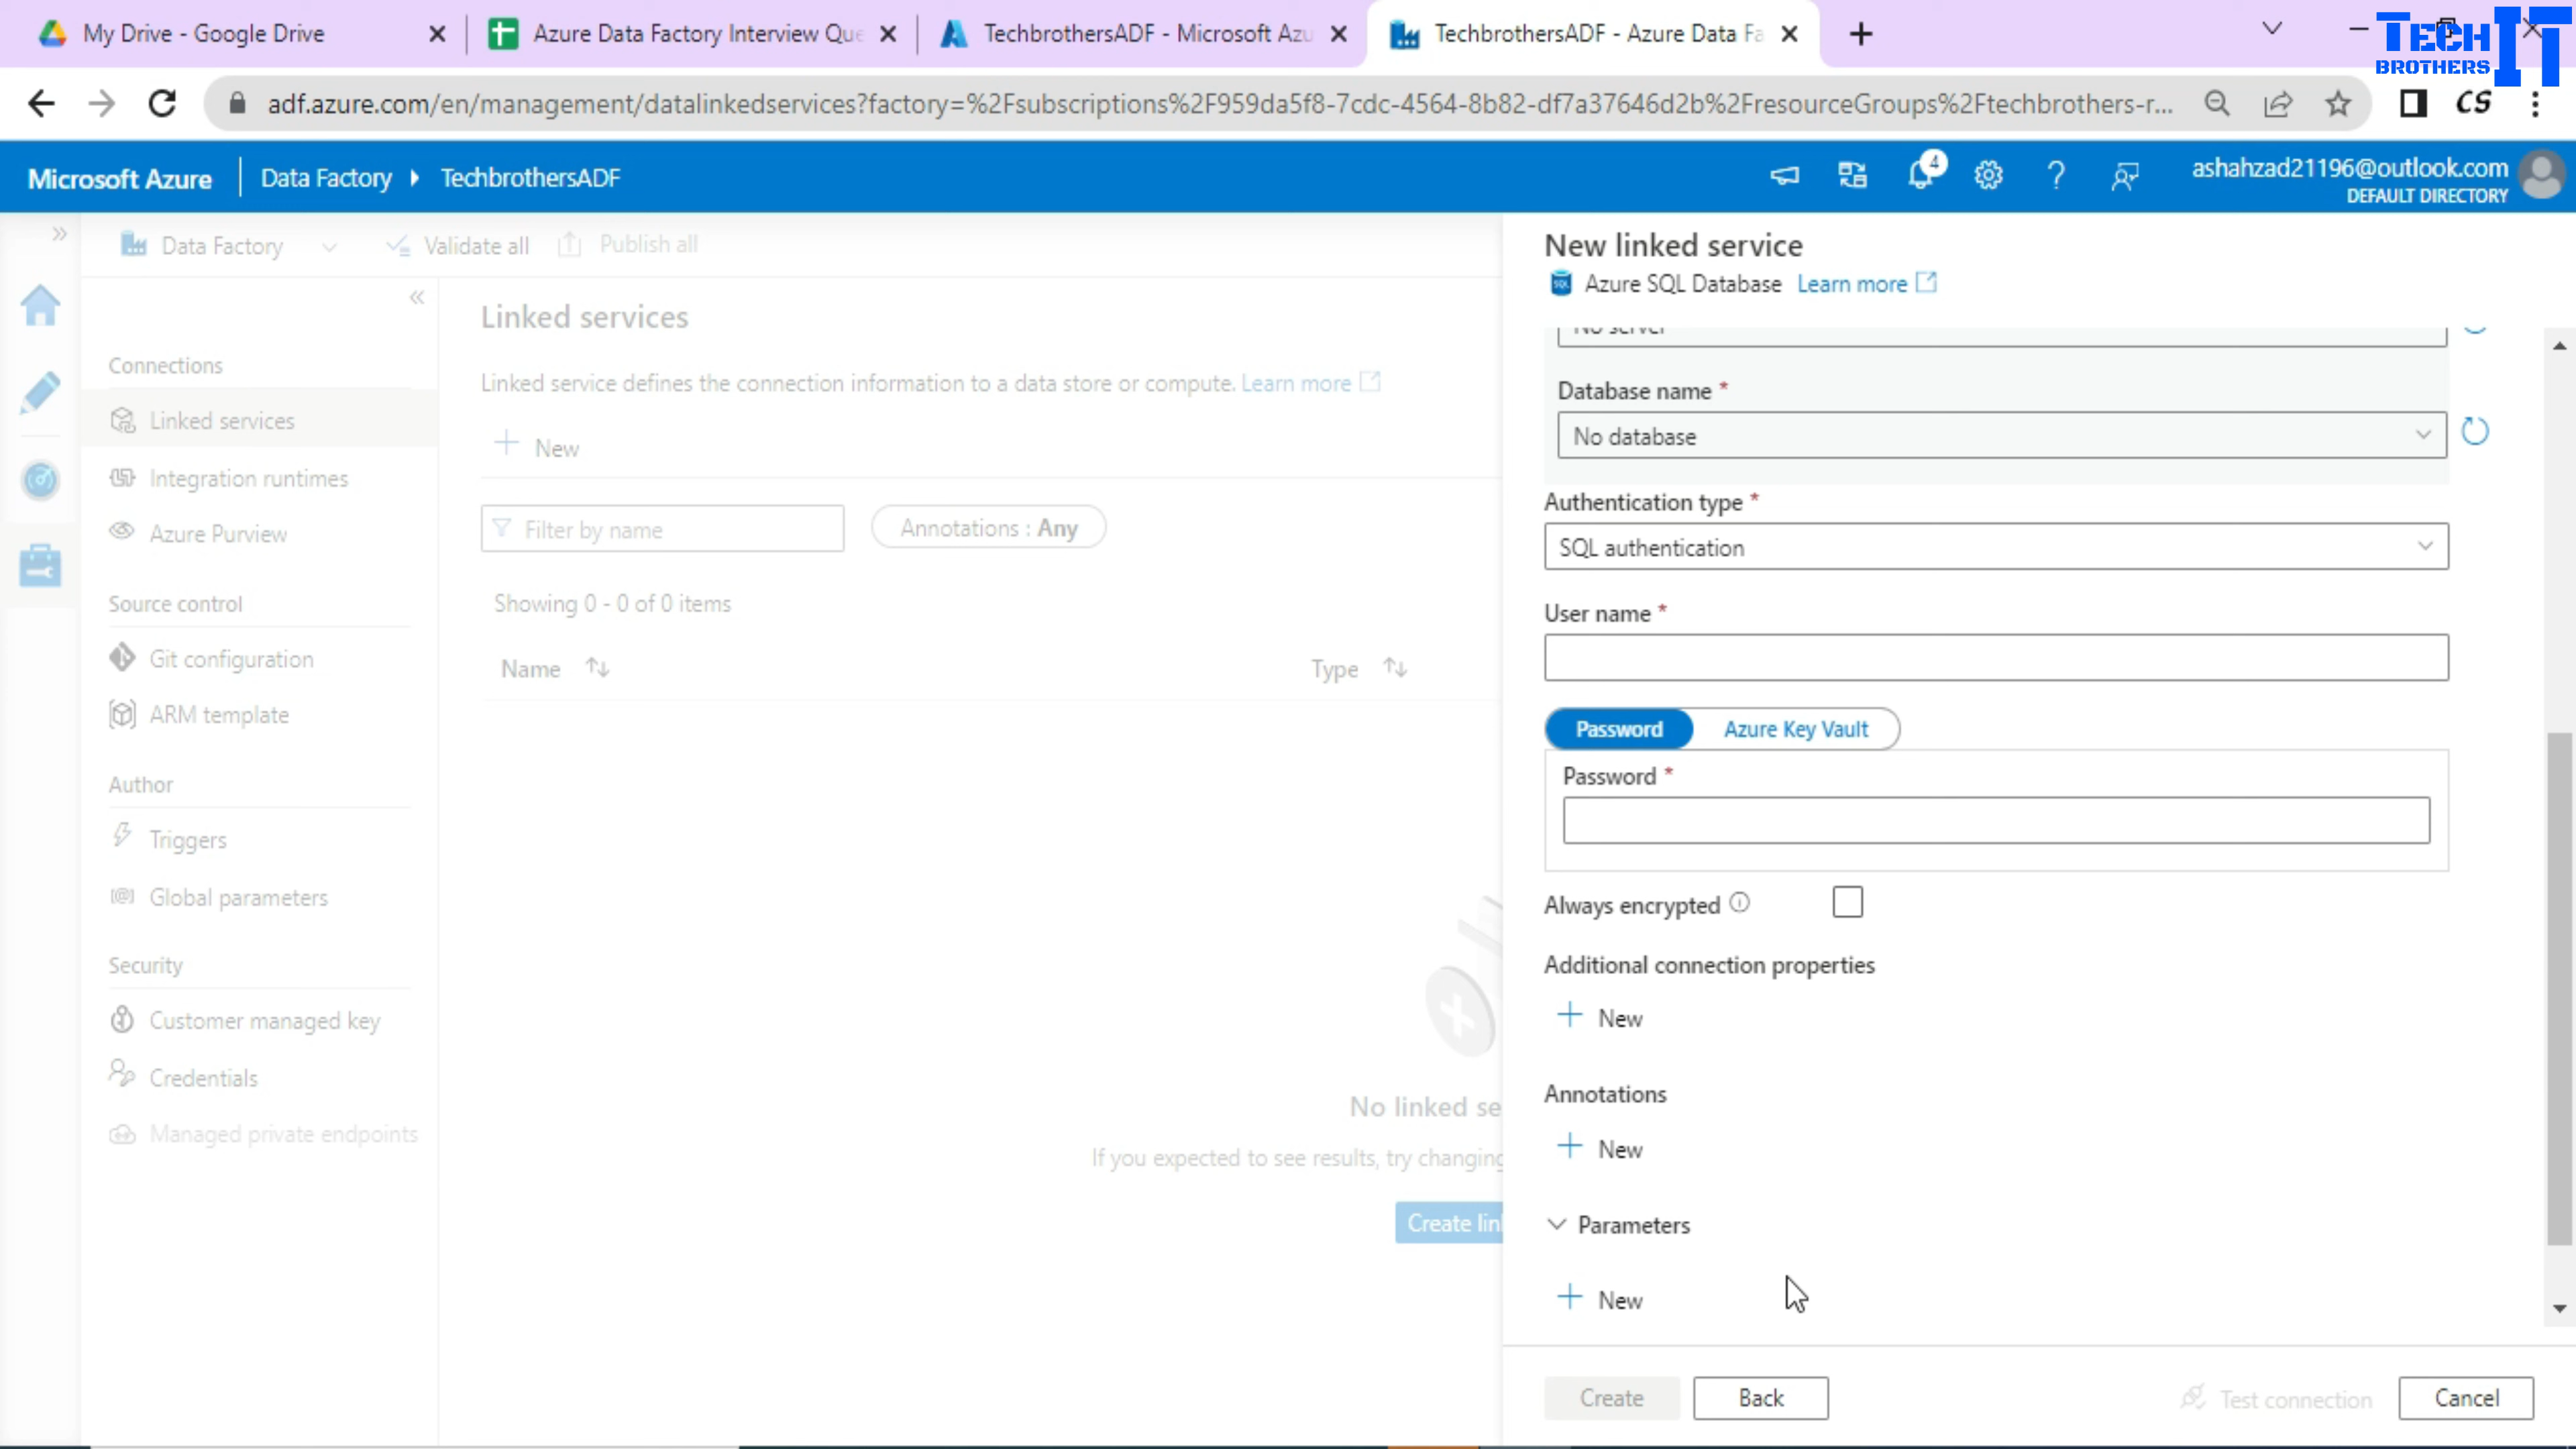 My Drive - Google Drive
Azure Data Factory Interview Que
TechbrothersADF - Microsoft Azu
TechbrothersADF - Azure Data Fa
TECH IT
BROTHERS
adf.azure.com/en/management/datalinkedservices?factory=%2Fsubscriptions%2F959da5f8-7cdc-4564-8b82-df7a37646d2b%2FresourceGroups%2Ftechbrothers-r...
CS
Microsoft Azure
Data Factory
TechbrothersADF
4
ashahzad21196@outlook.com
DEFAULT DIRECTORY
Data Factory
Validate all
Publish all
Connections
Linked services
Integration runtimes
Azure Purview
Source control
Git configuration
ARM template
Author
Triggers
Global parameters
Security
Customer managed key
Credentials
Managed private endpoints
Linked services
Linked service defines the connection information to a data store or compute. Learn more
New
Filter by name
Annotations : Any
Showing 0 - 0 of 0 items
Name
Type
No linked se
If you expected to see results, try changing
Create lin
New linked service
Azure SQL Database Learn more
No server
Database name *
No database
Authentication type *
SQL authentication
User name *
Password
Azure Key Vault
Password *
Always encrypted
Additional connection properties
New
Annotations
New
Parameters
New
Create
Back
Test connection
Cancel